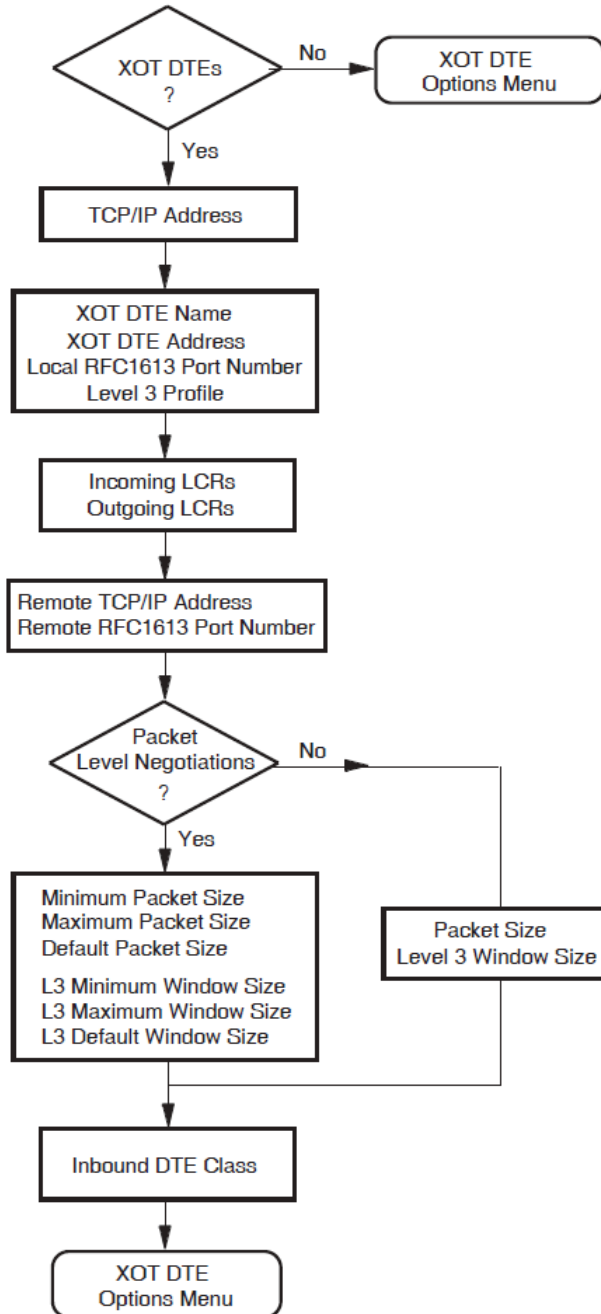 XOT DTEs
?
No
XOT DTE
Options Menu
Yes
TCP/IP Address
XOT DTE Name
XOT DTE Address
Local RFC1613 Port Number
Level 3 Profile
Incoming LCRs
Outgoing LCRs
Remote TCP/IP Address
Remote RFC1613 Port Number
Packet
Level Negotiations
?
No
Yes
Minimum Packet Size
Maximum Packet Size
Default Packet Size
L3 Minimum Window Size
L3 Maximum Window Size
L3 Default Window Size
Packet Size
Level 3 Window Size
Inbound DTE Class
XOT DTE
Options Menu